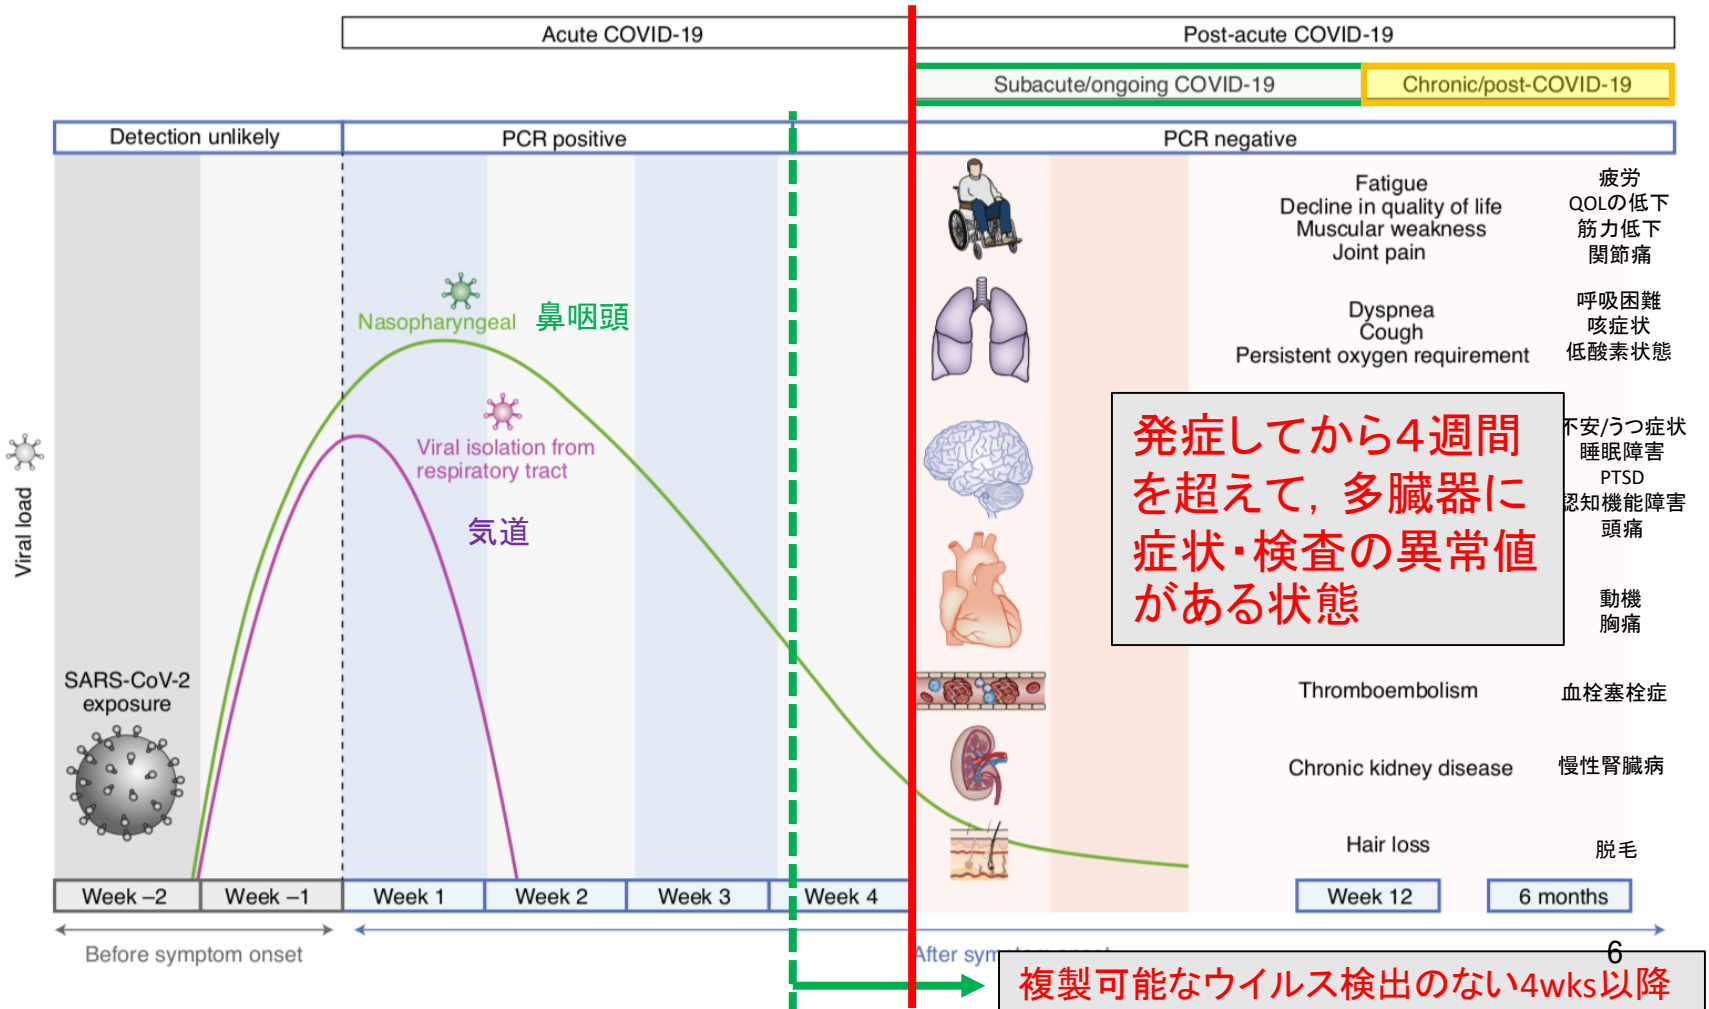 Acute COVID-19
Post-acute COVID-19
Subacute/ongoing COVID-19
Chronic/post-COVID-19
Detection unlikely
PCR positive
PCR negative
Fatigue
Decline in quality of life
Muscular weakness
Joint pain
疲労
QOLの低下
筋力低下
関節痛
Nasopharyngeal
鼻咽頭
Dyspnea
Cough
Persistent oxygen requirement
呼吸困難
咳症状
低酸素状態
Viral isolation from
respiratory tract
気道
Viral load
発症してから4週間
を超えて，多臓器に
症状・検査の異常値
がある状態
不安/うつ症状
睡眠障害
PTSD
認知機能障害
頭痛
動機
胸痛
SARS-CoV-2
exposure
Thromboembolism
血栓塞栓症
Chronic kidney disease
慢性腎臓病
Hair loss
脱毛
Week –2
Week –1
Week 1
Week 2
Week 3
Week 4
Week 12
6 months
Before symptom onset
After symptom onset
6
複製可能なウイルス検出のない4wks以降